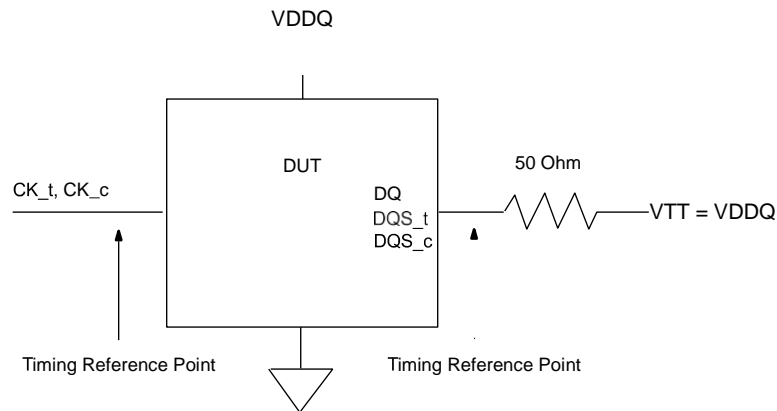 VDDQ
DUT
50 Ohm
CK_t, CK_c
DQ
DQS_t
DQS_c
VTT = VDDQ
Timing Reference Point
Timing Reference Point